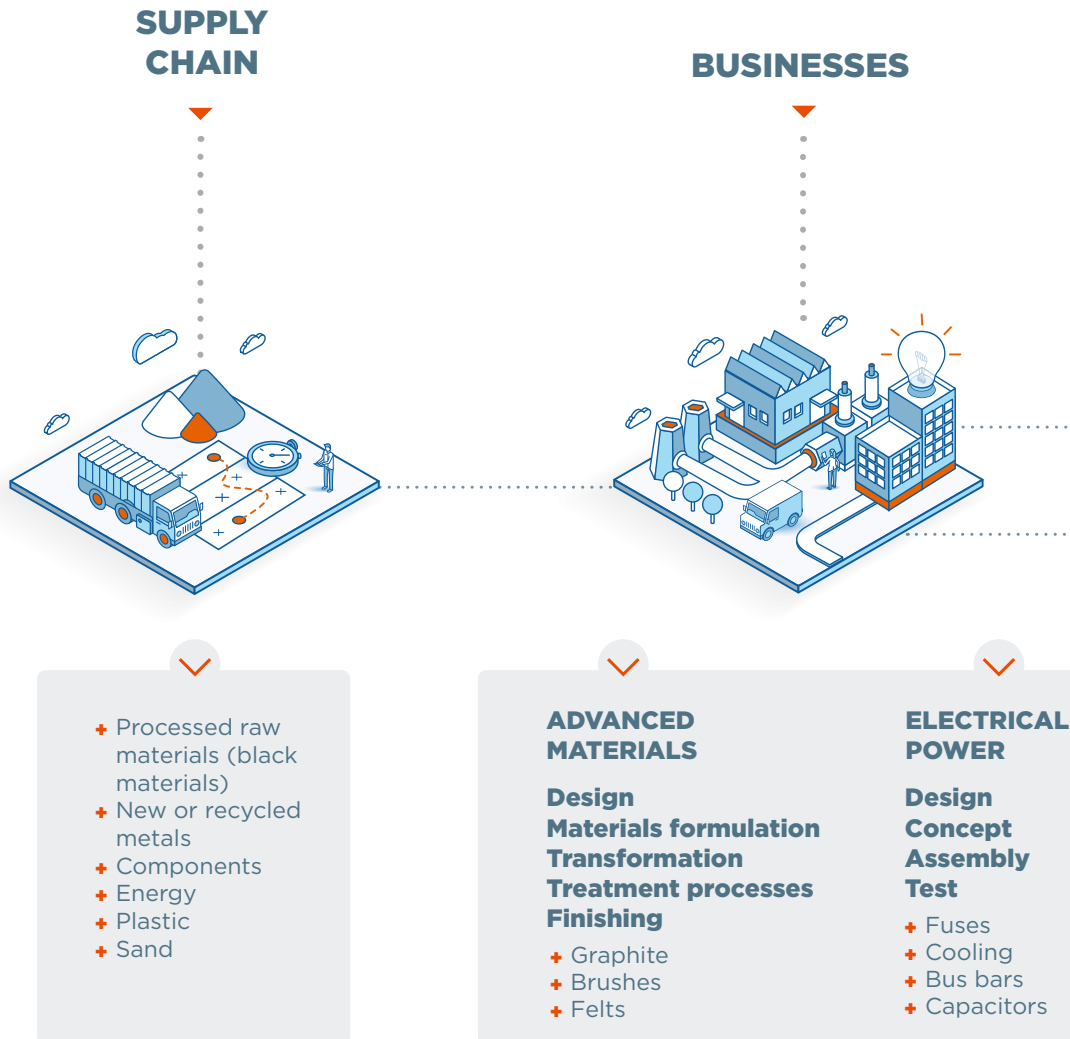 SUPPLY
CHAIN
BUSINESSES
+ Processed raw
materials (black
materials)
+ New or recycled
metals
+ Components
+ Energy
+ Plastic
+ Sand
ADVANCED
MATERIALS
Design
Materials formulation
Transformation
Treatment processes
Finishing
+ Graphite
+ Brushes
+ Felts
ELECTRICAL
POWER
Design
Concept
Assembly
Test
+ Fuses
+ Cooling
+ Bus bars
+ Capacitors